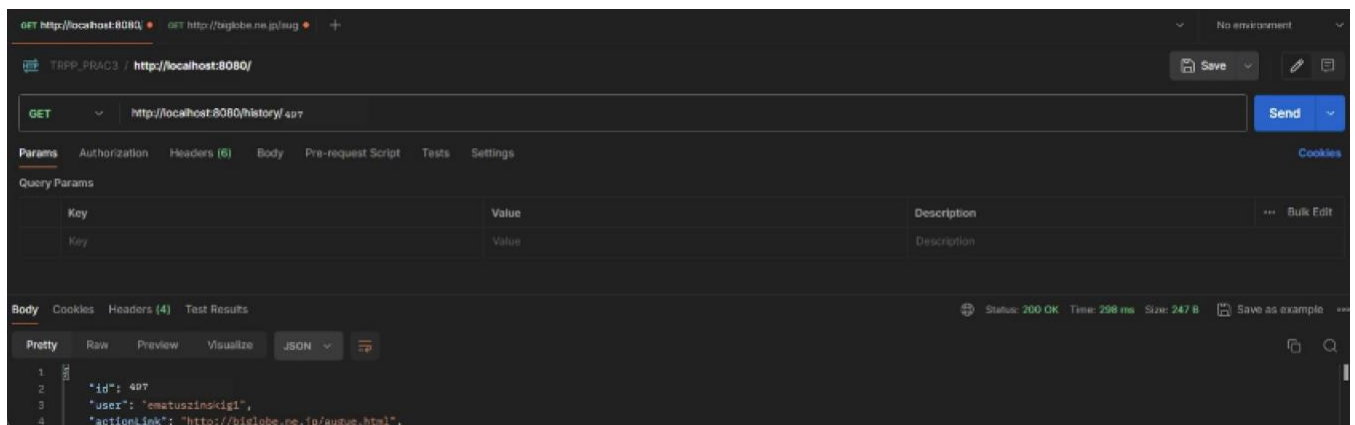 GET http://localhost:8080/ GET http://biglobe.ne.jp/aug + No environment
TRPP_PRAC3 / http://localhost:8080/ Save
GET http://localhost:8080/history/497 Send
Params Authorization Headers (6) Body Pre-request Script Tests Settings Cookies
Query Params
Key Value Description ... Bulk Edit
Key Value Description
Body Cookies Headers (4) Test Results Status: 200 OK Time: 298 ms Size: 247 B Save as example ...
Pretty Raw Preview Visualize JSON
1 {
2 "id": 497
3 "user": "ematuszinskig1",
4 "actionLink": "http://biglobe.ne.jp/augue.html",